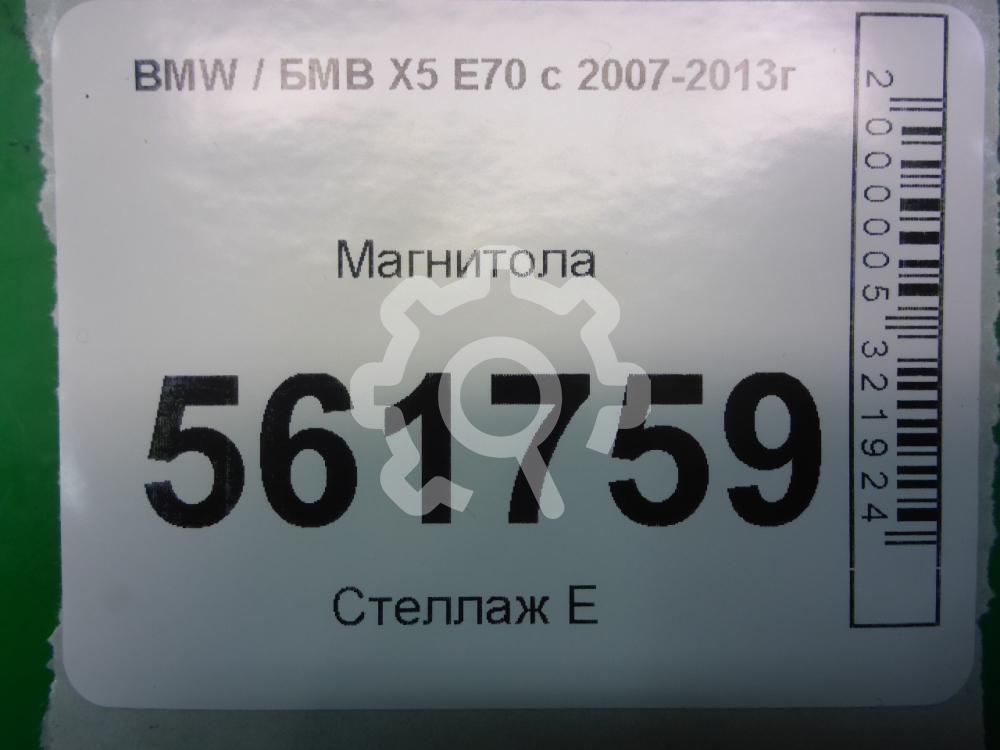 BMW / БМВ X5 E70 с 2007-2013г
Магнитола
561759
Стеллаж Е
2000005321924